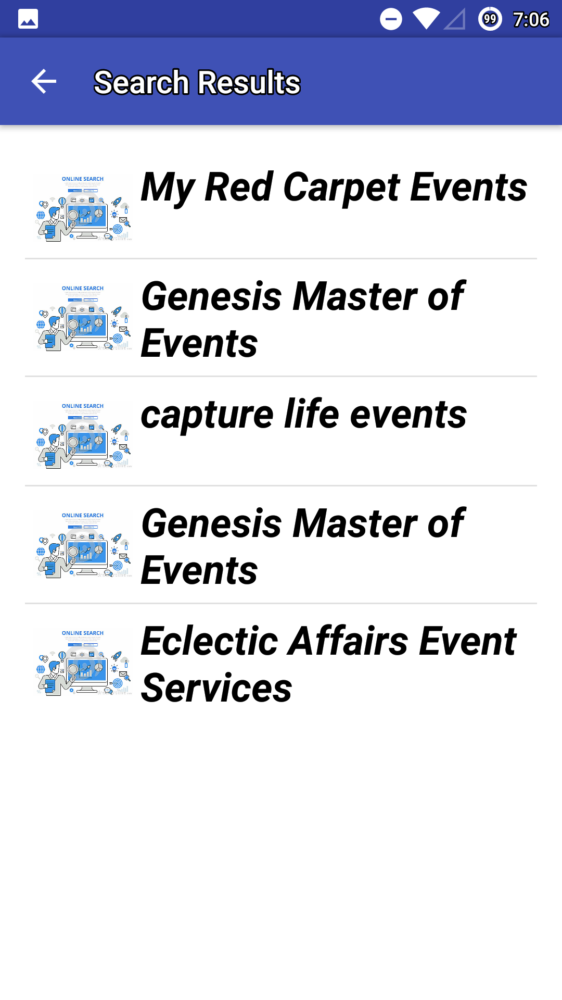 99 7:06
Search Results
ONLINE SEARCH
My Red Carpet Events
ONLINE SEARCH
Genesis Master of
Events
ONLINE SEARCH
capture life events
ONLINE SEARCH
Genesis Master of
Events
ONLINE SEARCH
Eclectic Affairs Event
Services